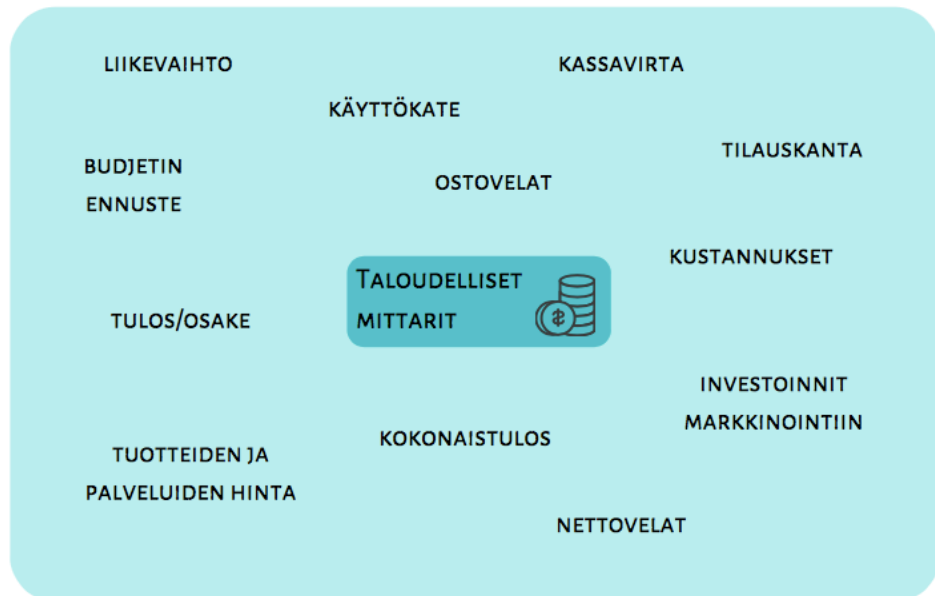 LIIKEVAIHTO
KASSAVIRTA
KÄYTTÖKATE
TILAUSKANTA
BUDJETIN
ENNUSTE
OSTOVELAT
KUSTANNUKSET
TALOUDELLISET
MITTARIT
TULOS/OSAKE
INVESTOINNIT
MARKKINOINTIIN
KOKONAISTULOS
TUOTTEIDEN JA
PALVELUIDEN HINTA
NETTOVELAT